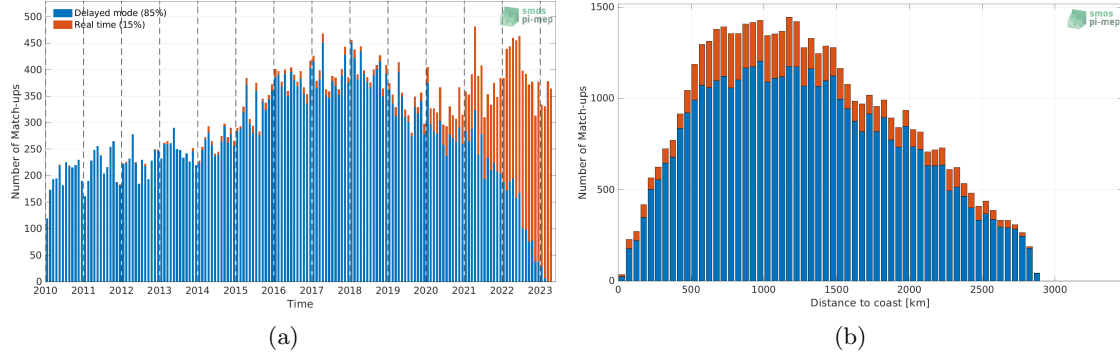 smos
pi-mep
Delayed mode (85%)
Real time (15%)
Number of Match-ups
500
450
400
350
300
250
200
150
100
50
0
2010 2011 2012 2013 2014 2015 2016 2017 2018 2019 2020 2021 2022 2023
Time
(a)
smos
pi-mep
Number of Match-ups
1500
1000
500
0
0 500 1000 1500 2000 2500 3000
Distance to coast [km]
(b)